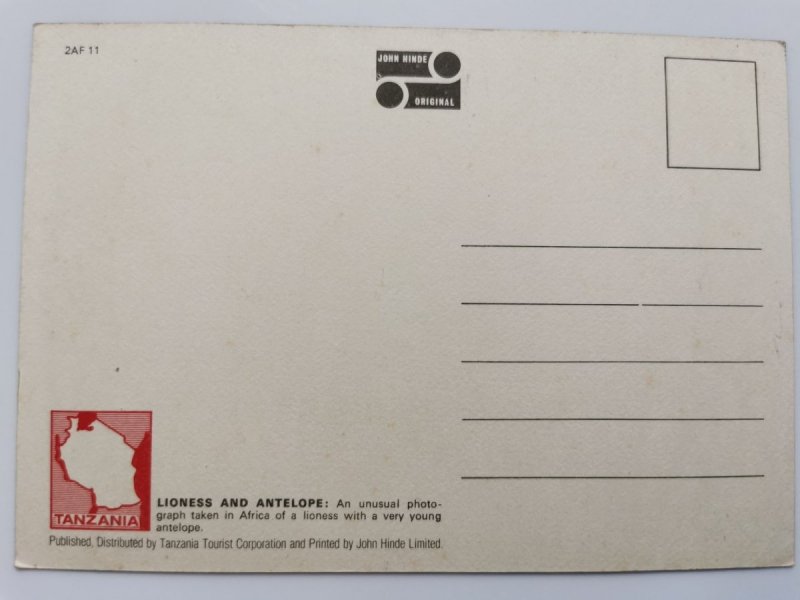 2AF 11
JOHN HINDE
ORIGINAL
TANZANIA
LIONESS AND ANTELOPE: An unusual photo-
graph taken in Africa of a lioness with a very young
antelope.
Published, Distributed by Tanzania Tourist Corporation and Printed by John Hinde Limited.